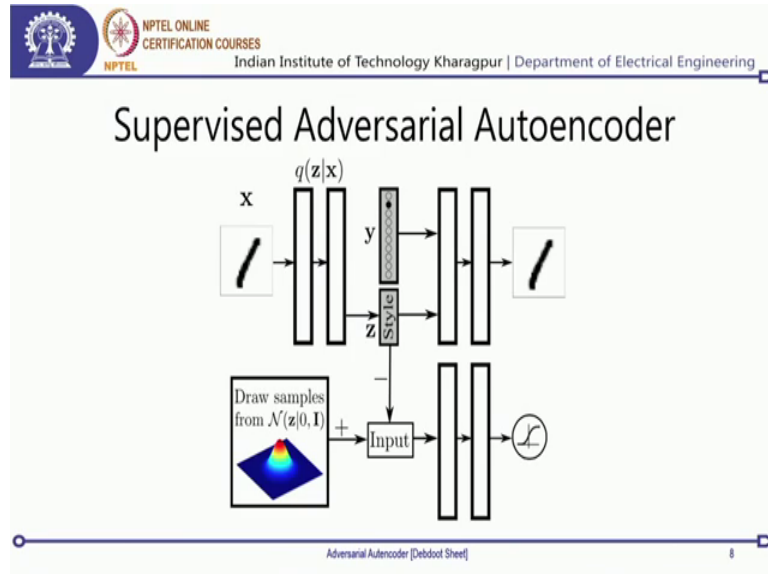 NPTEL ONLINE
CERTIFICATION COURSES
NPTEL
Indian Institute of Technology Kharagpur | Department of Electrical Engineering
Supervised Adversarial Autoencoder
q(z|x)
x
y
z
Style
−
Draw samples
from 𝒩(z|0, I)
+
Input
Adversarial Autencoder [Debdoot Sheet]
8